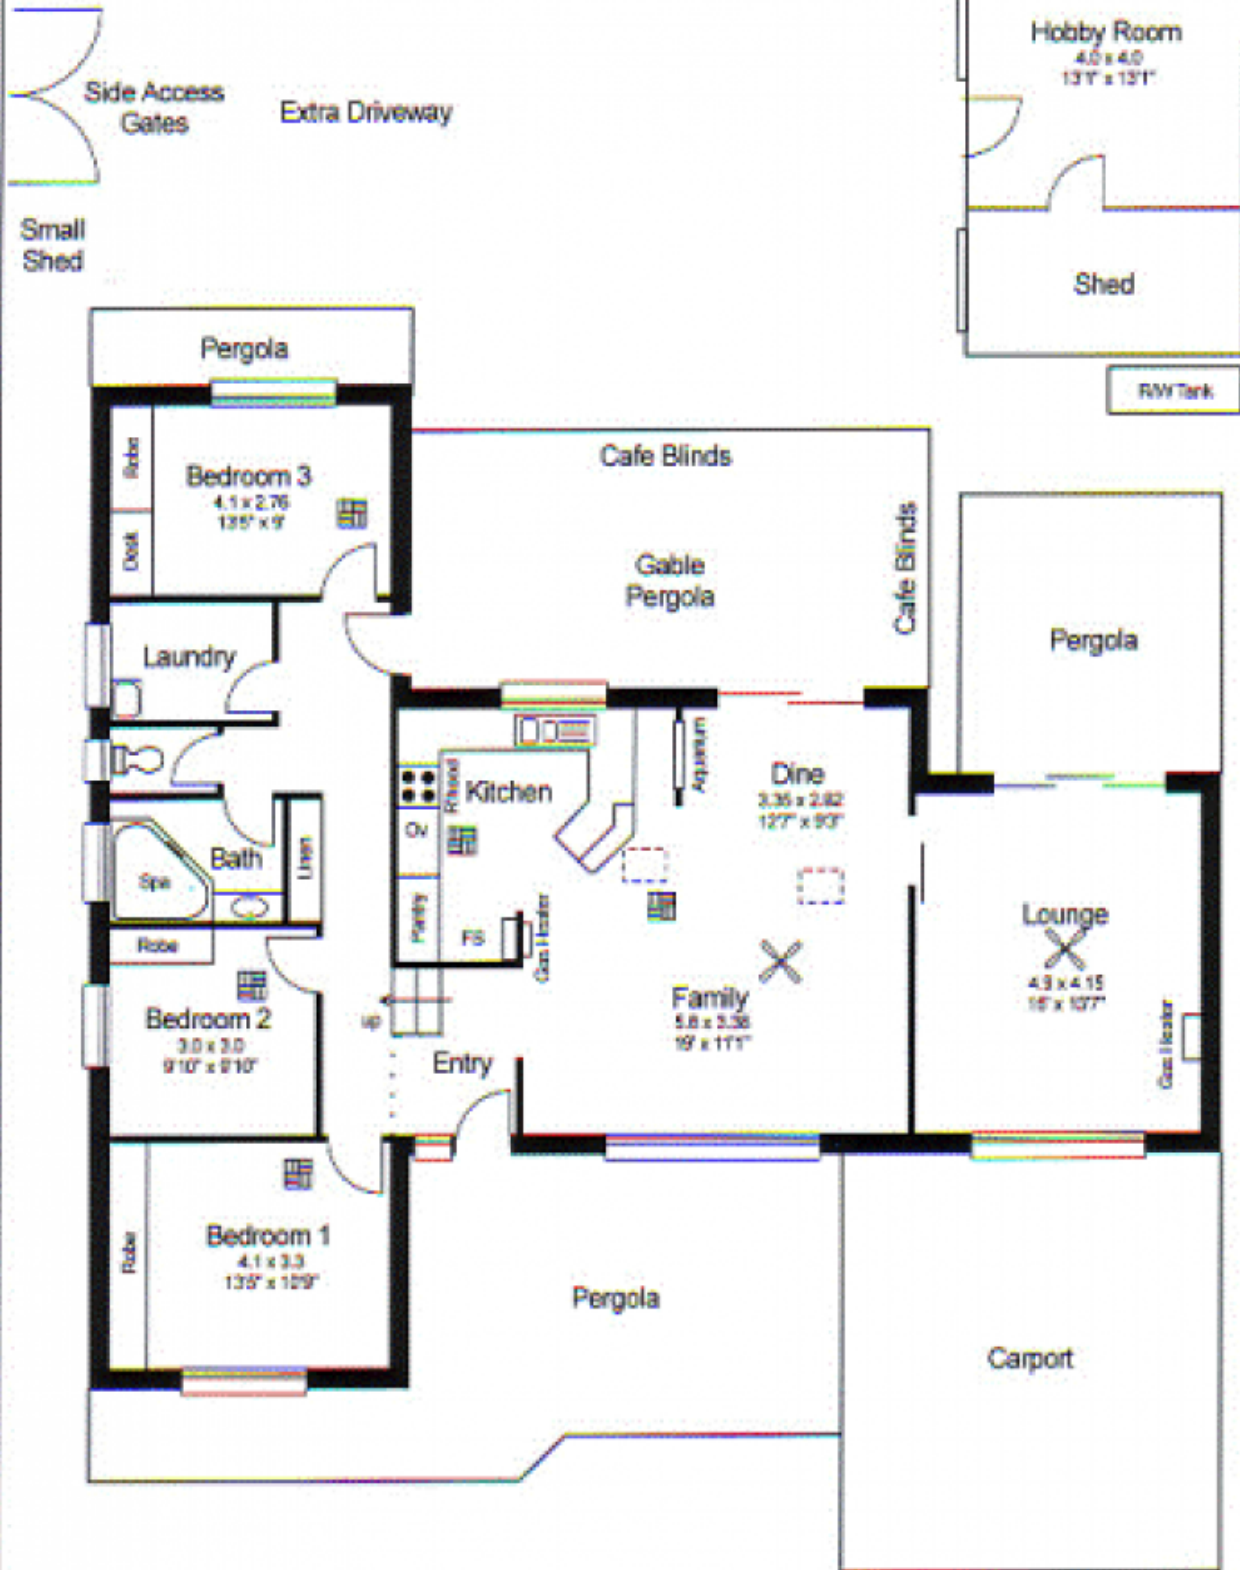 Hobby Room
4.0 x 4.0
13'1" x 13'1"
Side Access
Gates
Extra Driveway
Small
Shed
Shed
R/W Tank
Pergola
Cafe Blinds
Cafe Blinds
Robe
Bedroom 3
4.1 x 2.76
13'5" x 9'
Desk
Gable
Pergola
Pergola
Laundry
Aquarium
Kitchen
R'hood
Dine
3.35 x 2.82
12'7" x 9'3"
Ov
Bath
Linen
Spa
Pantry
FS
Gas Heater
Lounge
4.9 x 4.15
16' x 10'7"
Robe
Family
5.8 x 3.38
19' x 11'1"
Bedroom 2
3.0 x 3.0
9'10" x 9'10"
up
Entry
Gas Heater
Robe
Bedroom 1
4.1 x 3.3
13'5" x 10'9"
Pergola
Carport